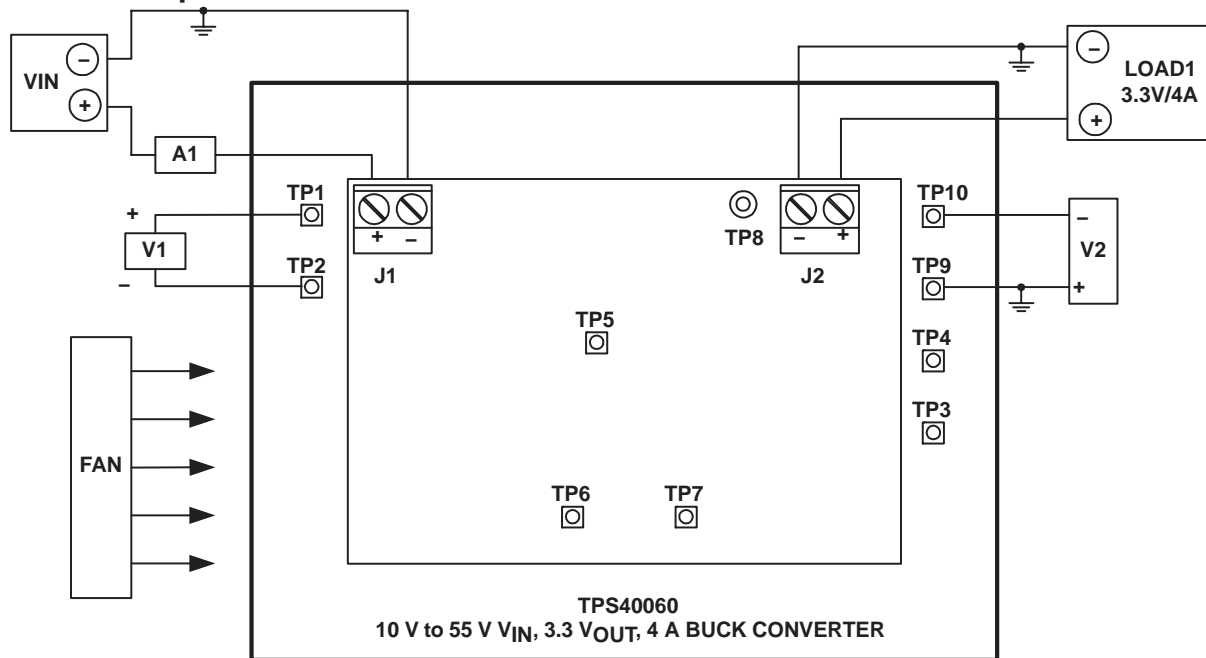 VIN
−
+
A1
−
+
LOAD1
3.3V/4A
TP1
+
V1
−
TP2
+ −
J1
TP8
− +
J2
TP10
−
V2
+
TP9
TP5
TP4
TP3
FAN
TP6 TP7
TPS40060
10 V to 55 V VIN, 3.3 VOUT, 4 A BUCK CONVERTER